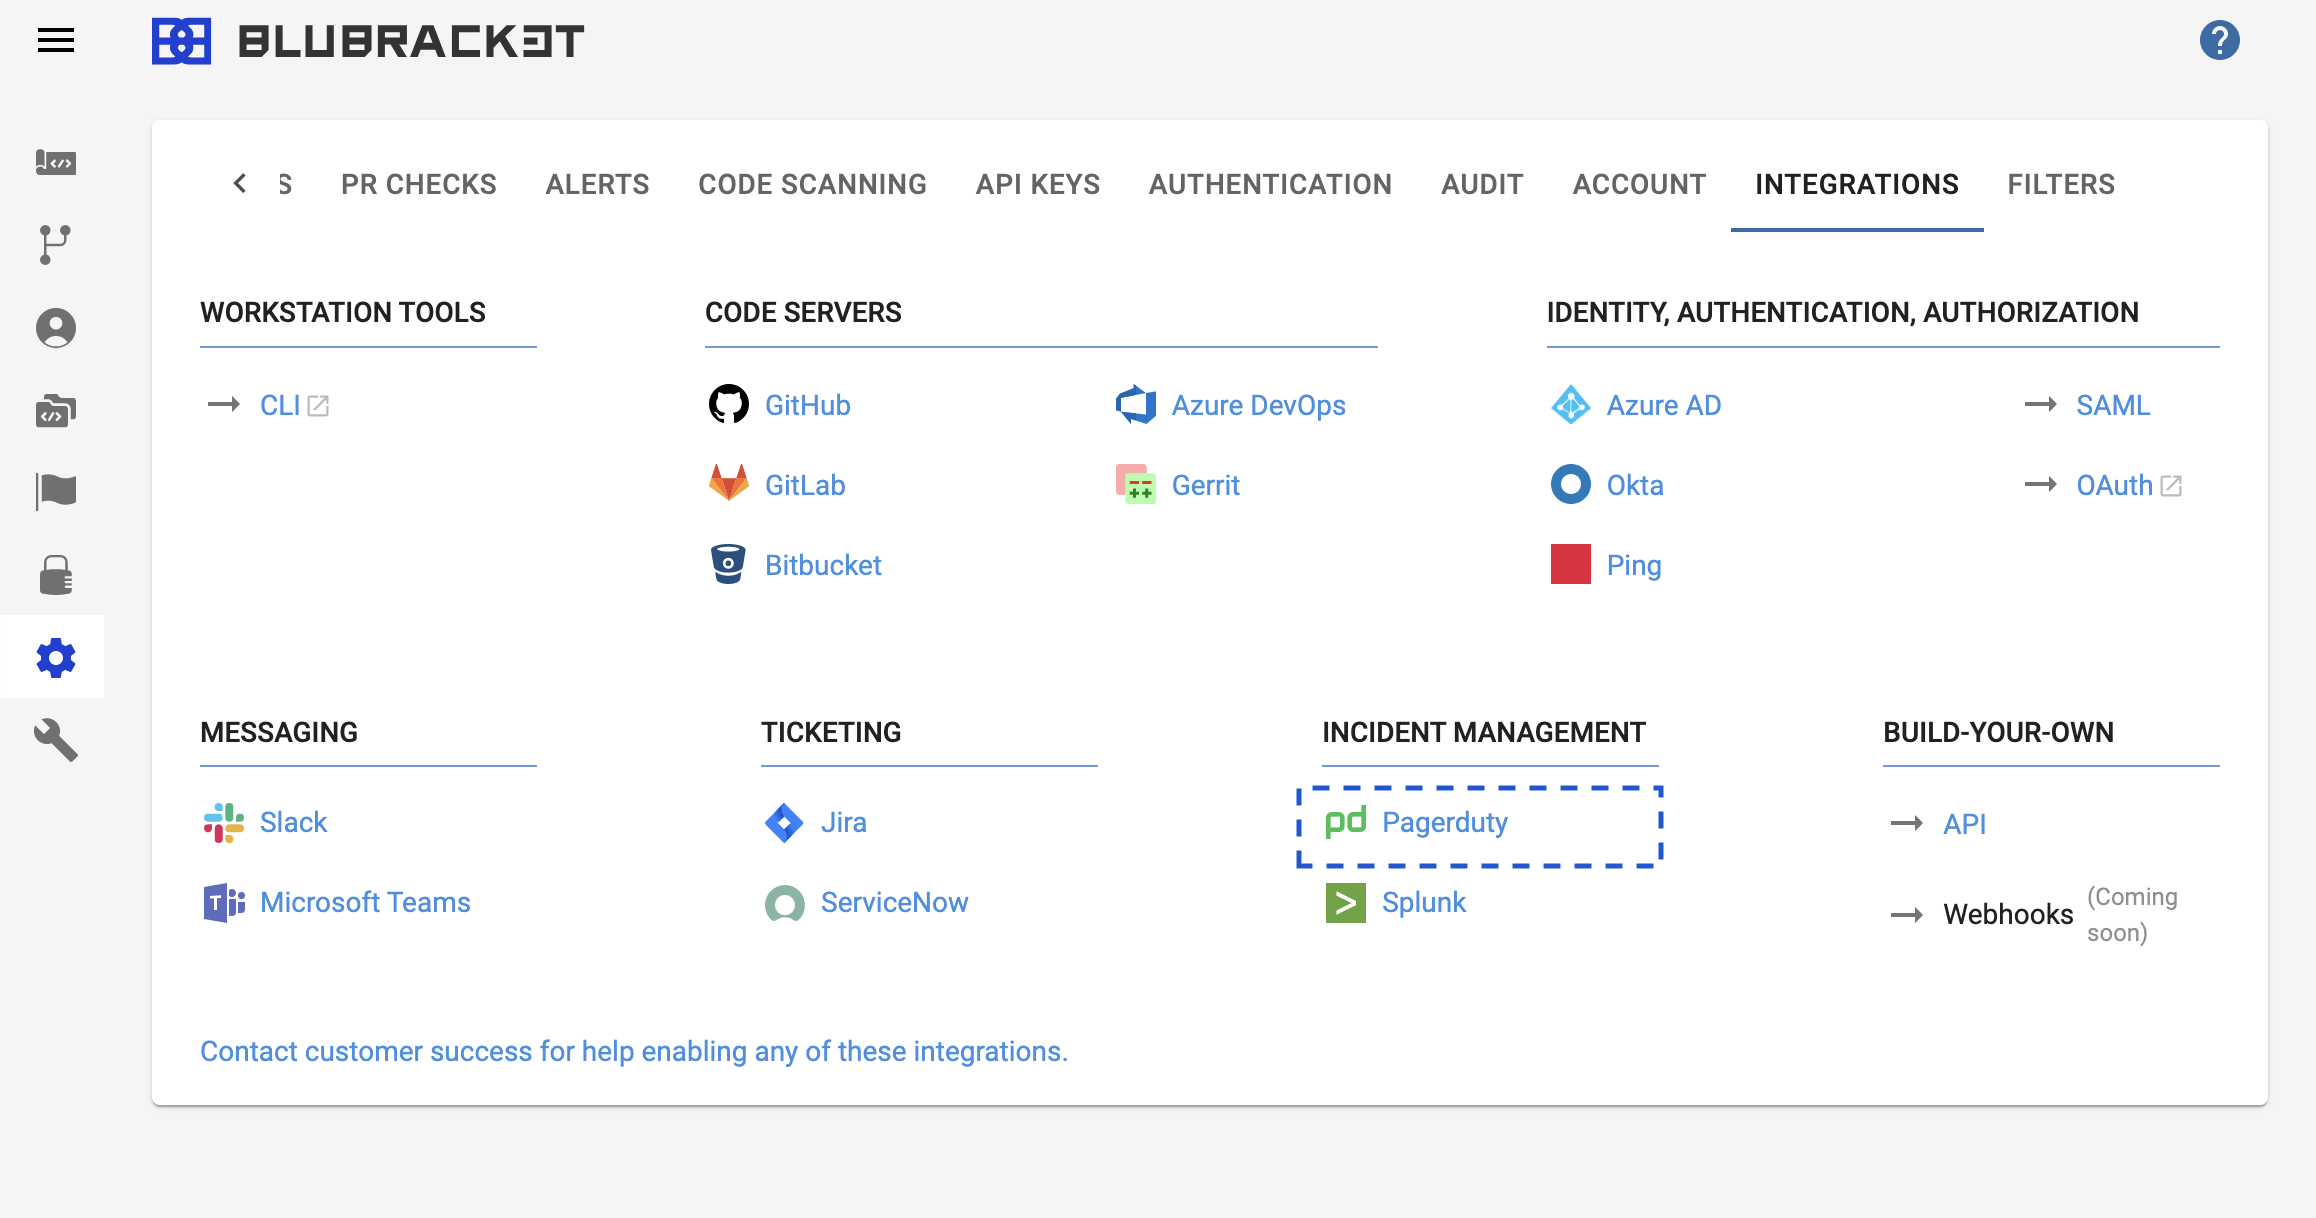 BLUBRACKET
?
S PR CHECKS ALERTS CODE SCANNING API KEYS AUTHENTICATION AUDIT ACCOUNT INTEGRATIONS FILTERS
WORKSTATION TOOLS
CLI
CODE SERVERS
GitHub
Azure DevOps
GitLab
Gerrit
Bitbucket
IDENTITY, AUTHENTICATION, AUTHORIZATION
Azure AD
SAML
Okta
OAuth
Ping
MESSAGING
Slack
T
Microsoft Teams
TICKETING
Jira
ServiceNow
INCIDENT MANAGEMENT
pd
Pagerduty
Splunk
BUILD-YOUR-OWN
API
Webhooks (Coming
soon)
Contact customer success for help enabling any of these integrations.